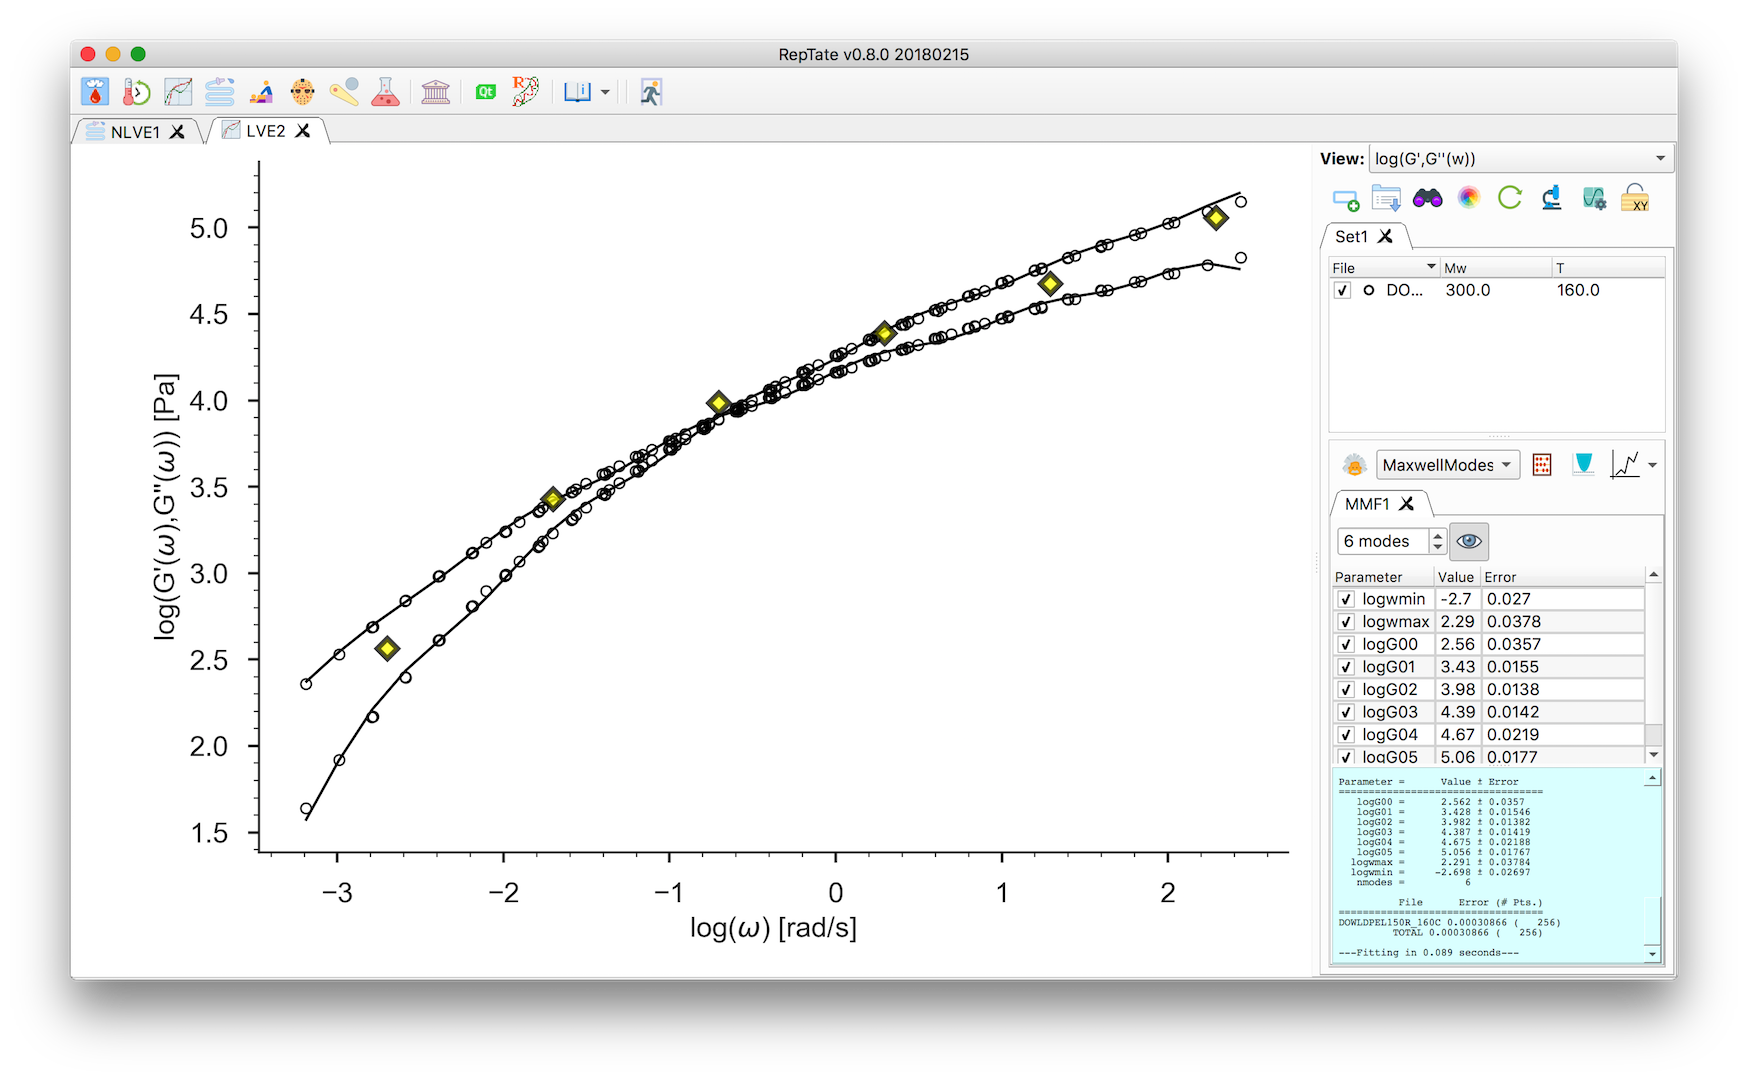 RepTate v0.8.0 20180215
Qt
R
i
NLVE1
LVE2
View: log(G',G''(w))
XY
Set1
File Mw T
DO... 300.0 160.0
MaxwellModes
MMF1
6 modes
Parameter Value Error
logwmin -2.7 0.027
logwmax 2.29 0.0378
logG00 2.56 0.0357
logG01 3.43 0.0155
logG02 3.98 0.0138
logG03 4.39 0.0142
logG04 4.67 0.0219
logG05 5.06 0.0177
Parameter = Value ± Error
===================================
logG00 = 2.562 ± 0.0357
logG01 = 3.428 ± 0.01546
logG02 = 3.982 ± 0.01382
logG03 = 4.387 ± 0.01419
logG04 = 4.675 ± 0.02188
logG05 = 5.056 ± 0.01767
logwmax = 2.291 ± 0.03784
logwmin = -2.698 ± 0.02697
nmodes = 6
File Error (# Pts.)
===================================
DOWLDPEL150R_160C 0.00030866 ( 256)
TOTAL 0.00030866 ( 256)
---Fitting in 0.089 seconds---
log(G'(ω),G"(ω)) [Pa]
5.0
4.5
4.0
3.5
3.0
2.5
2.0
1.5
−3 −2 −1 0 1 2
log(ω) [rad/s]